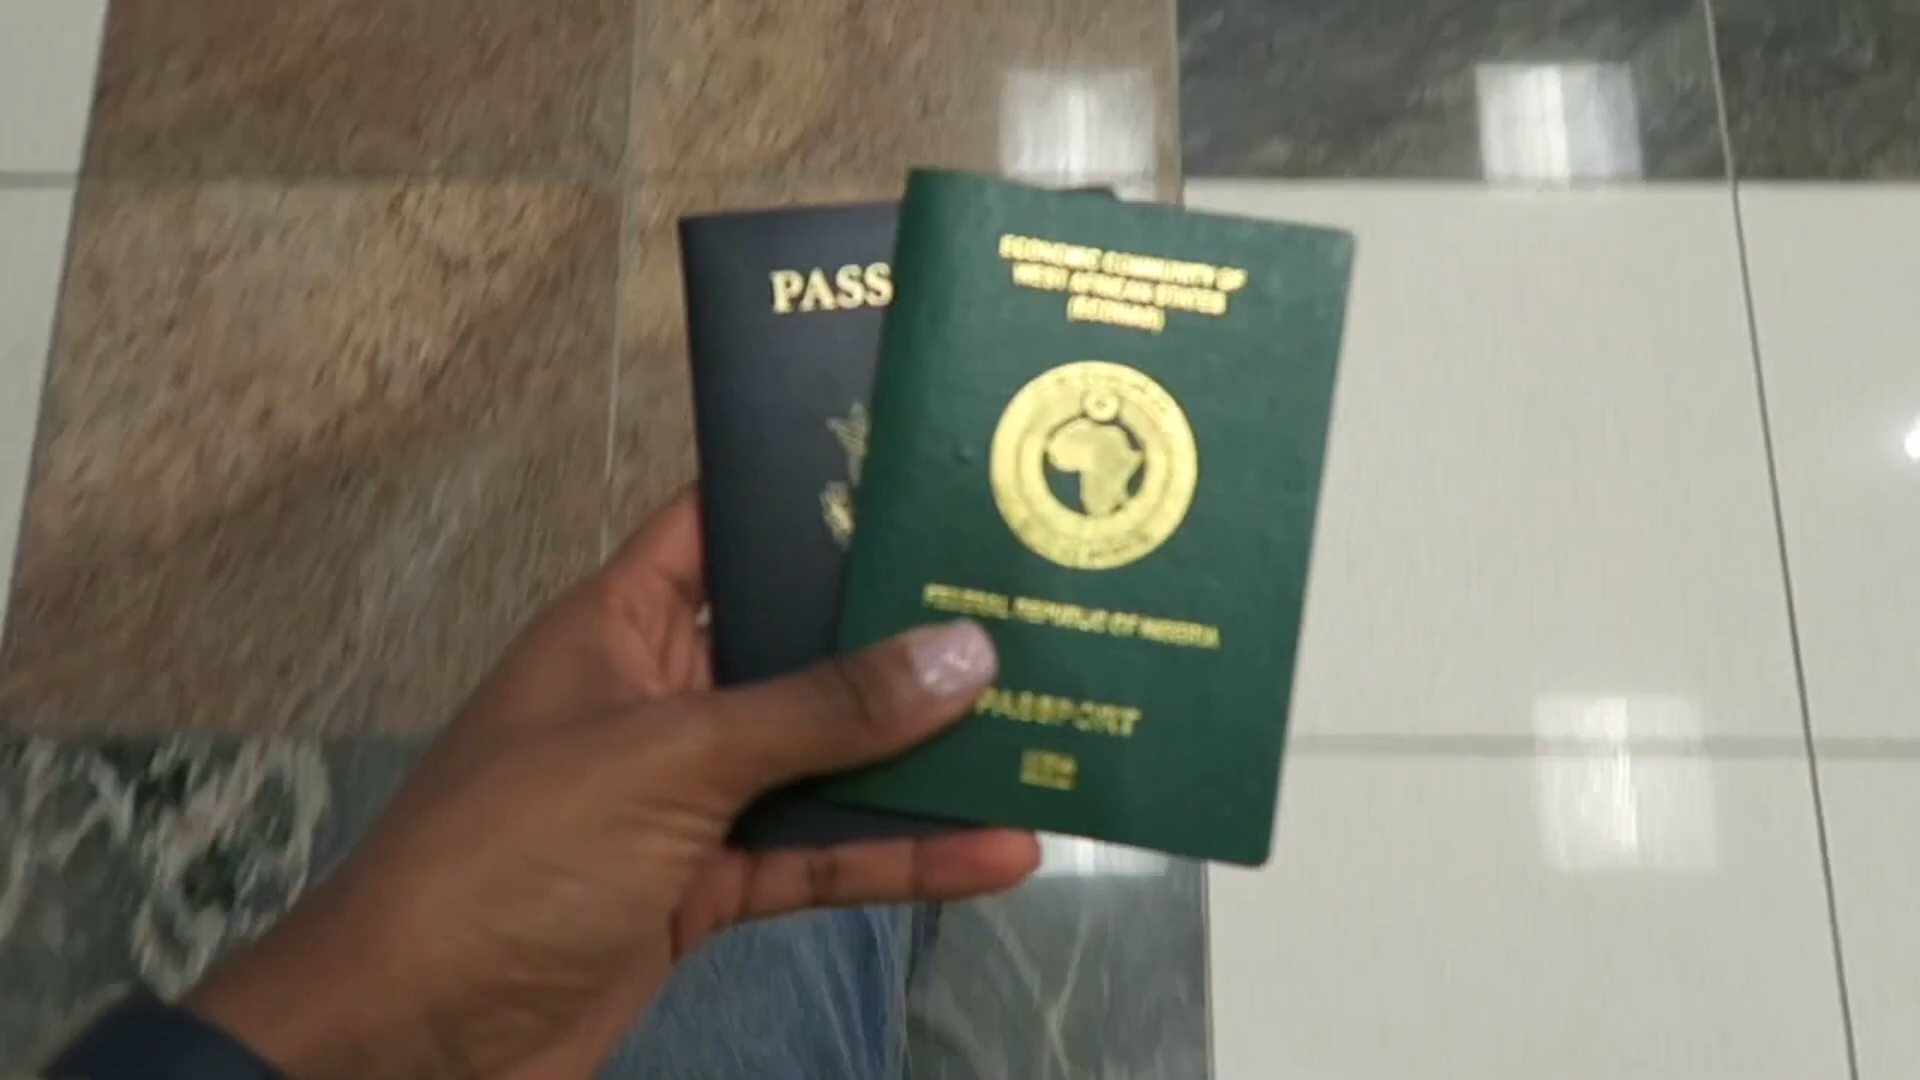 PASS
ECONOMIC COMMUNITY OF
WEST AFRICAN STATES
(ECOWAS)
FEDERAL REPUBLIC OF NIGERIA
PASSPORT